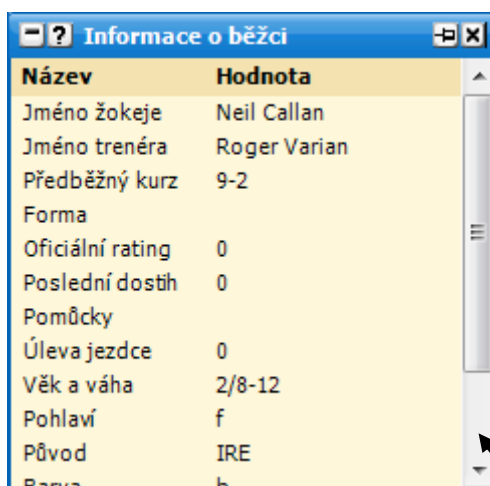 Informace o běžci
Název Hodnota
Jméno žokeje Neil Callan
Jméno trenéra Roger Varian
Předběžný kurz 9-2
Forma
Oficiální rating 0
Poslední dostih 0
Pomůcky
Úleva jezdce 0
Věk a váha 2/8-12
Pohlaví f
Původ IRE